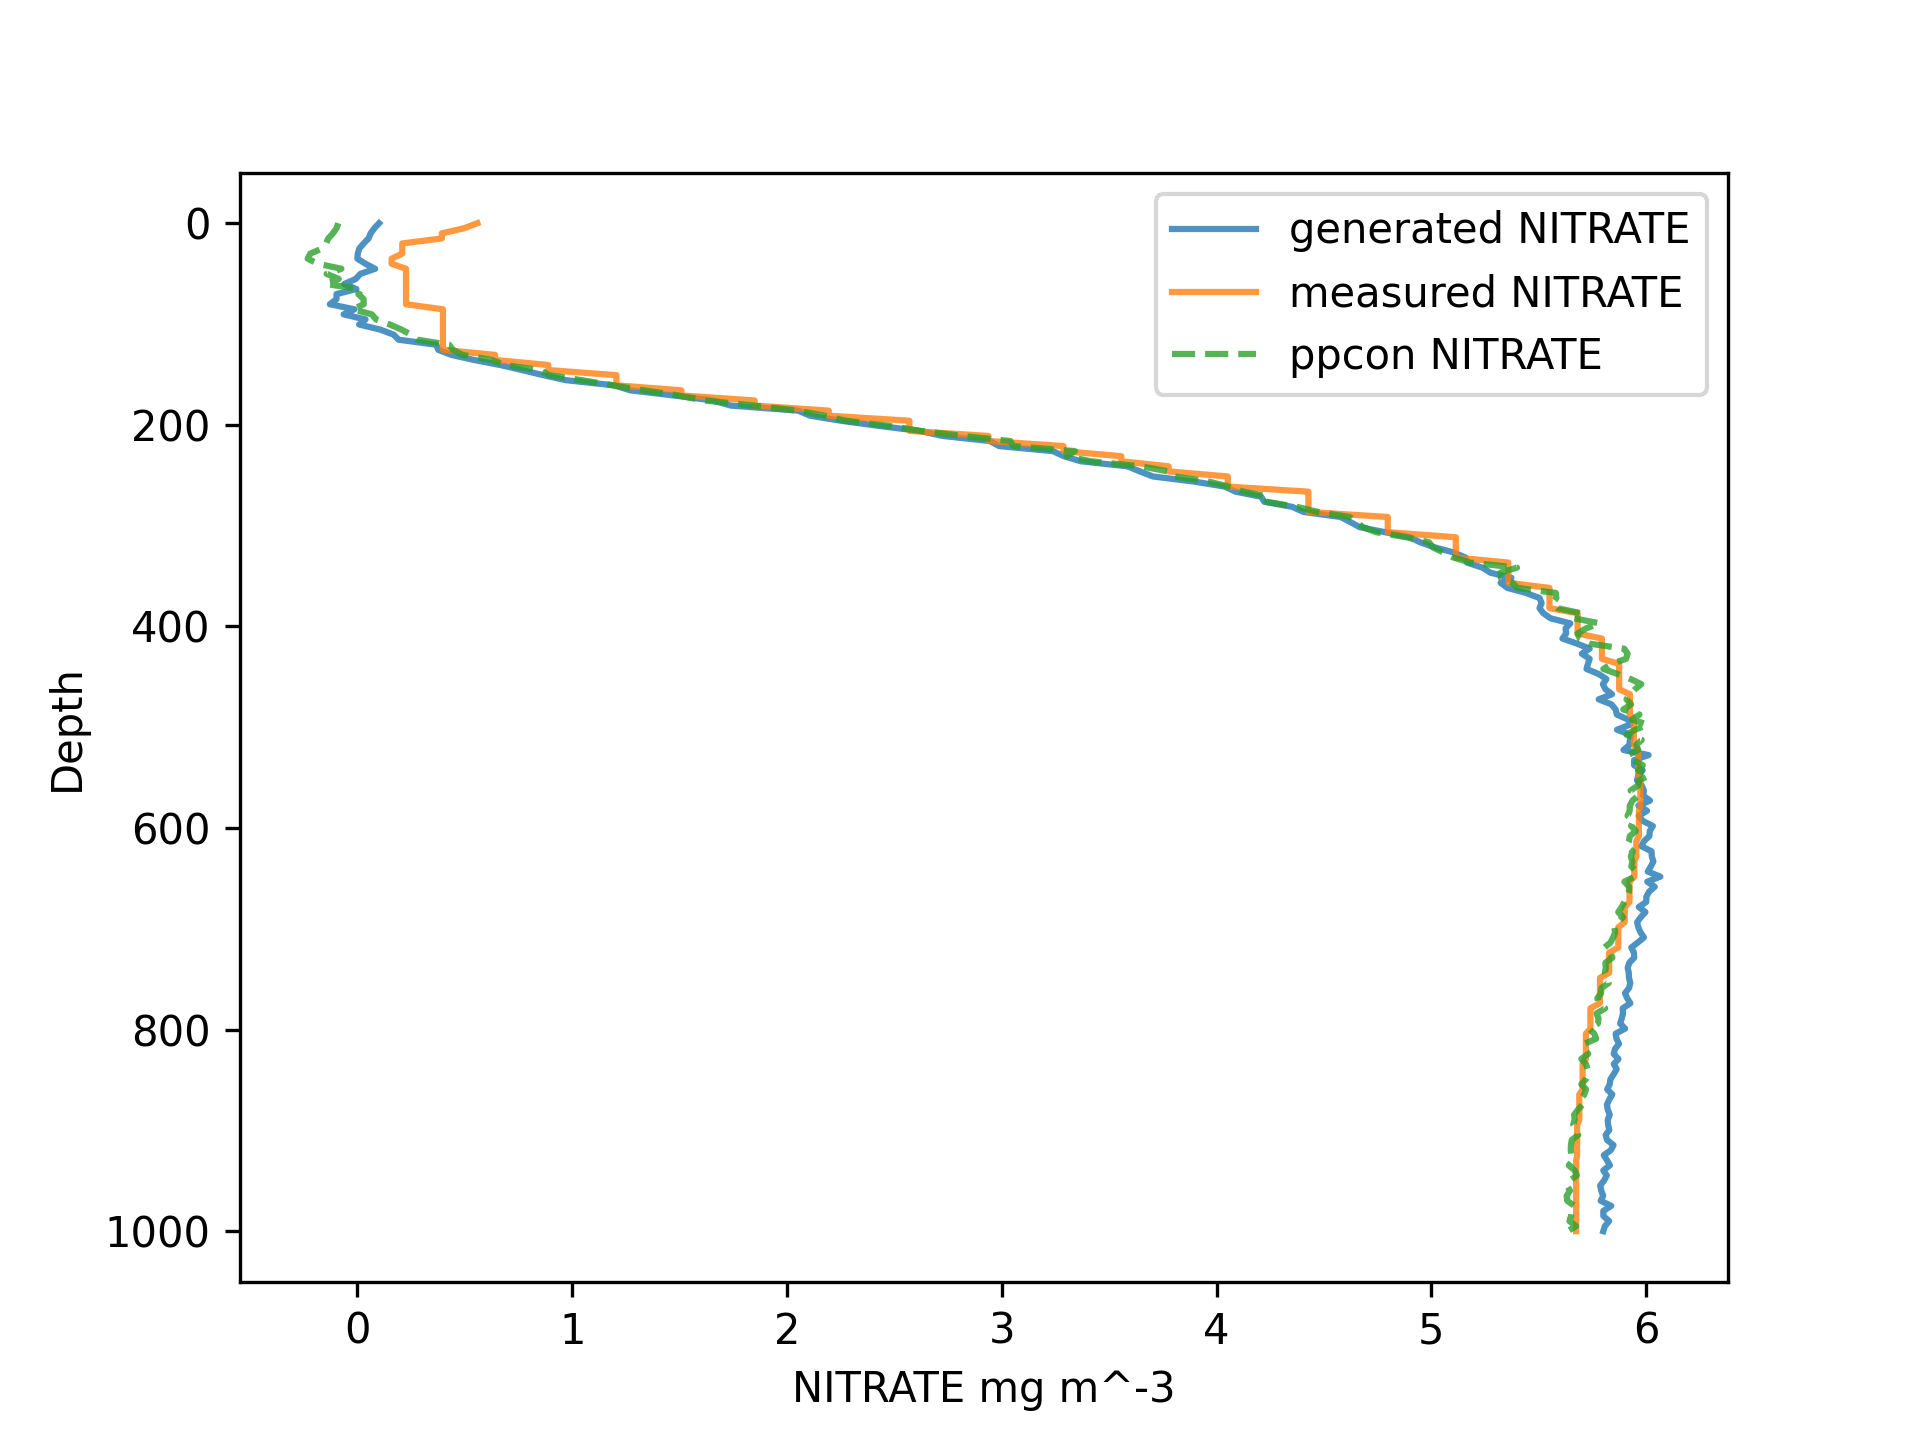 generated NITRATE
measured NITRATE
ppcon NITRATE
0
200
400
600
800
1000
Depth
0 1 2 3 4 5 6
NITRATE mg m^-3